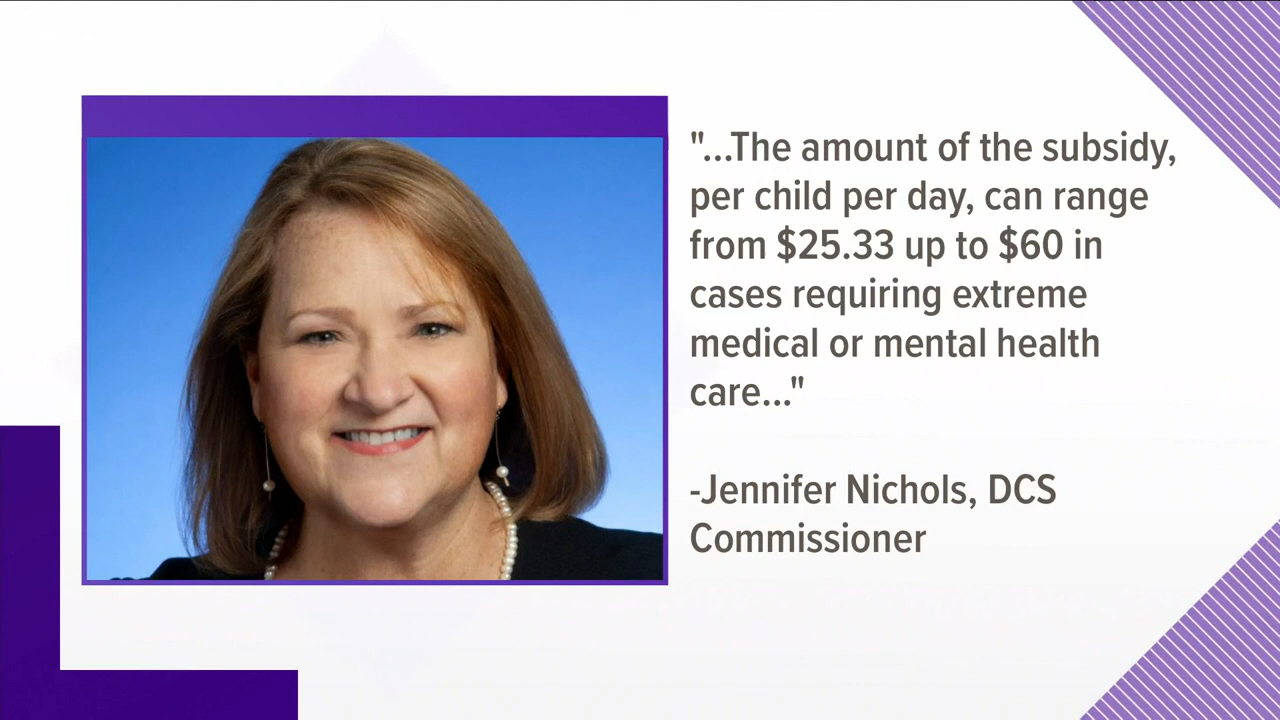 "...The amount of the subsidy,
per child per day, can range
from $25.33 up to $60 in
cases requiring extreme
medical or mental health
care..."
-Jennifer Nichols, DCS
Commissioner